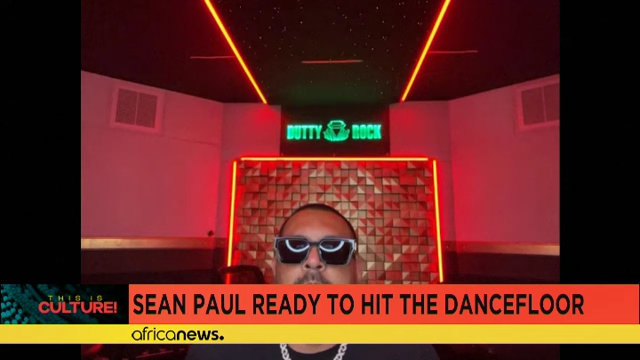 DUTTY ROCK
THIS IS
CULTURE!
SEAN PAUL READY TO HIT THE DANCEFLOOR
africanews.